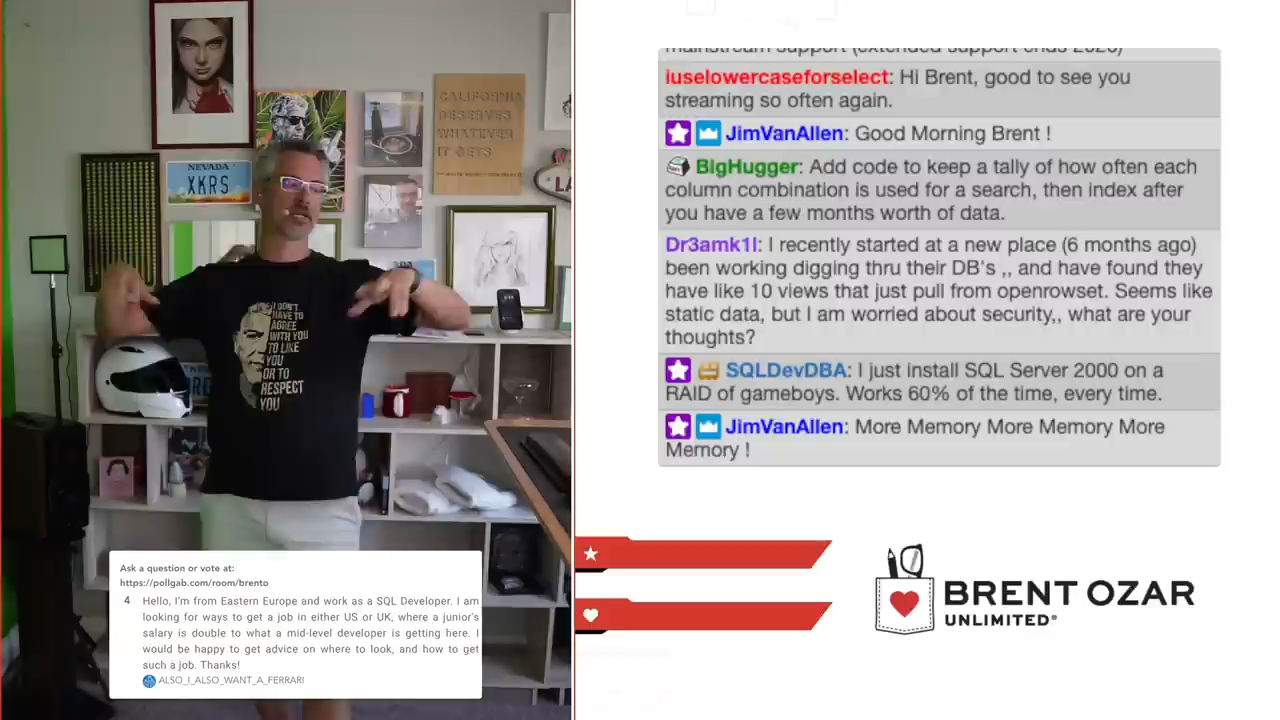 CALIFORNIA
DESERVES
WHATEVER
IT GETS
NEVADA
XKRS
LA
I DON'T
HAVE TO
AGREE
WITH YOU
TO LIKE
YOU
OR TO
RESPECT
YOU
Ask a question or vote at:
https://pollgab.com/room/brento
4 Hello, I'm from Eastern Europe and work as a SQL Developer. I am
looking for ways to get a job in either US or UK, where a junior's
salary is double to what a mid-level developer is getting here. I
would be happy to get advice on where to look, and how to get
such a job. Thanks!
ALSO_I_ALSO_WANT_A_FERRARI
mainstream support (extended support ends 2026)
iuselowercaseforselect: Hi Brent, good to see you
streaming so often again.
JimVanAllen: Good Morning Brent !
BigHugger: Add code to keep a tally of how often each
column combination is used for a search, then index after
you have a few months worth of data.
Dr3amk1l: I recently started at a new place (6 months ago)
been working digging thru their DB's ,, and have found they
have like 10 views that just pull from openrowset. Seems like
static data, but I am worried about security,, what are your
thoughts?
SQLDevDBA: I just install SQL Server 2000 on a
RAID of gameboys. Works 60% of the time, every time.
JimVanAllen: More Memory More Memory More
Memory !
BRENT OZAR
UNLIMITED®